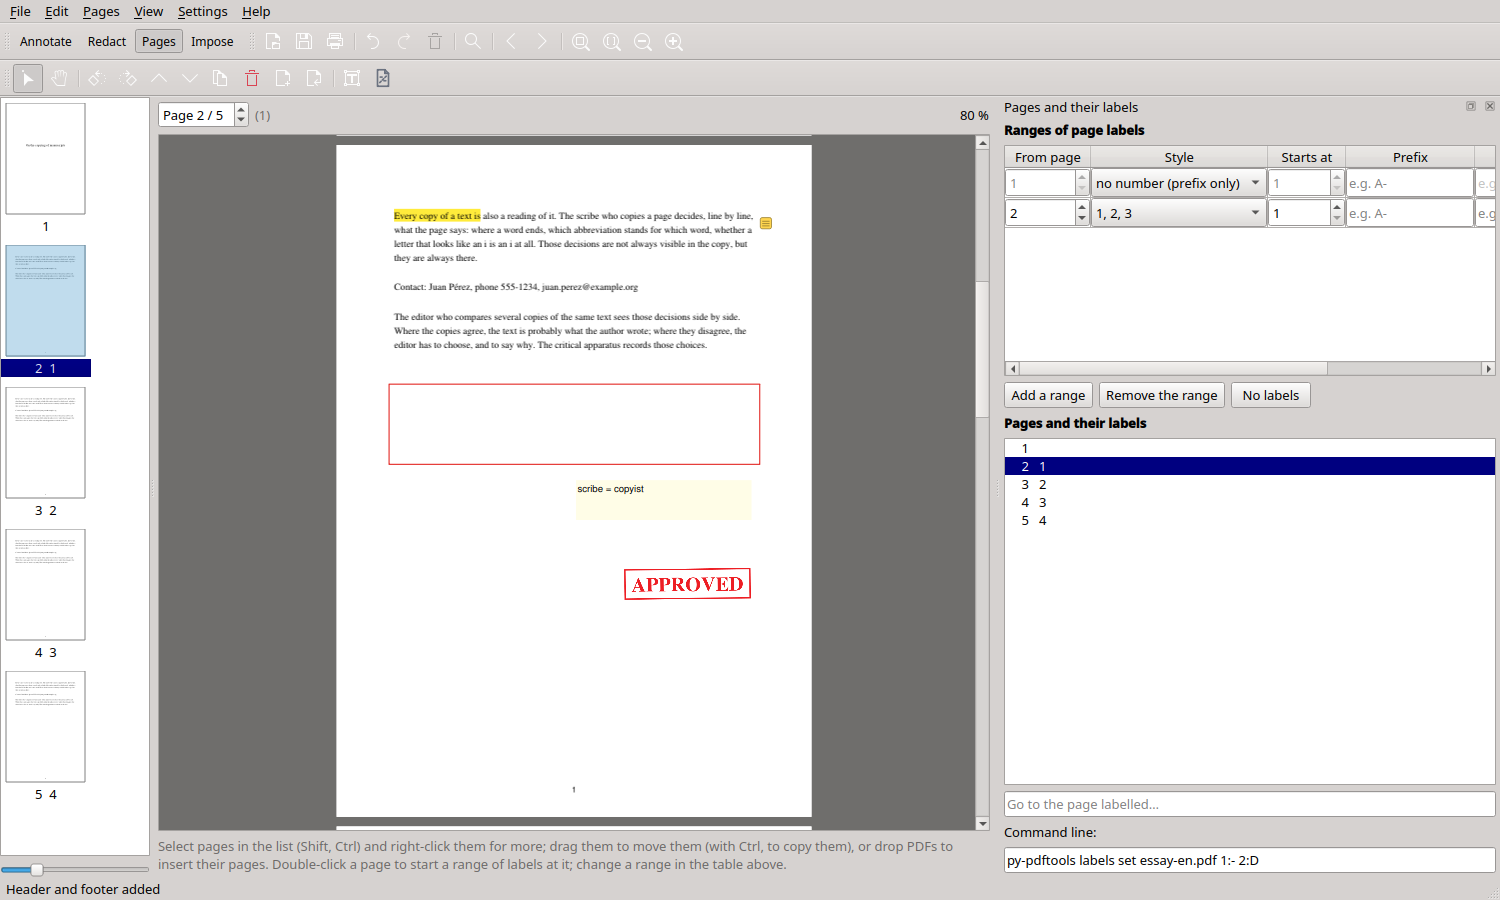 File Edit Pages View Settings Help
Annotate Redact Pages Impose
Page 2 / 5 (1) 80 %
1
2 1
3 2
4 3
5 4
Every copy of a text is also a reading of it. The scribe who copies a page decides, line by line,
what the page says: where a word ends, which abbreviation stands for which word, whether a
letter that looks like an i is an i at all. Those decisions are not always visible in the copy, but
they are always there.
Contact: Juan Pérez, phone 555-1234, juan.perez@example.org
The editor who compares several copies of the same text sees those decisions side by side.
Where the copies agree, the text is probably what the author wrote; where they disagree, the
editor has to choose, and to say why. The critical apparatus records those choices.
scribe = copyist
APPROVED
1
Select pages in the list (Shift, Ctrl) and right-click them for more; drag them to move them (with Ctrl, to copy them), or drop PDFs to
insert their pages. Double-click a page to start a range of labels at it; change a range in the table above.
Pages and their labels
Ranges of page labels
From page Style Starts at Prefix
1 no number (prefix only) 1 e.g. A- e.g
2 1, 2, 3 1 e.g. A- e.g
Add a range Remove the range No labels
Pages and their labels
1
2 1
3 2
4 3
5 4
Go to the page labelled...
Command line:
py-pdftools labels set essay-en.pdf 1:- 2:D
Header and footer added